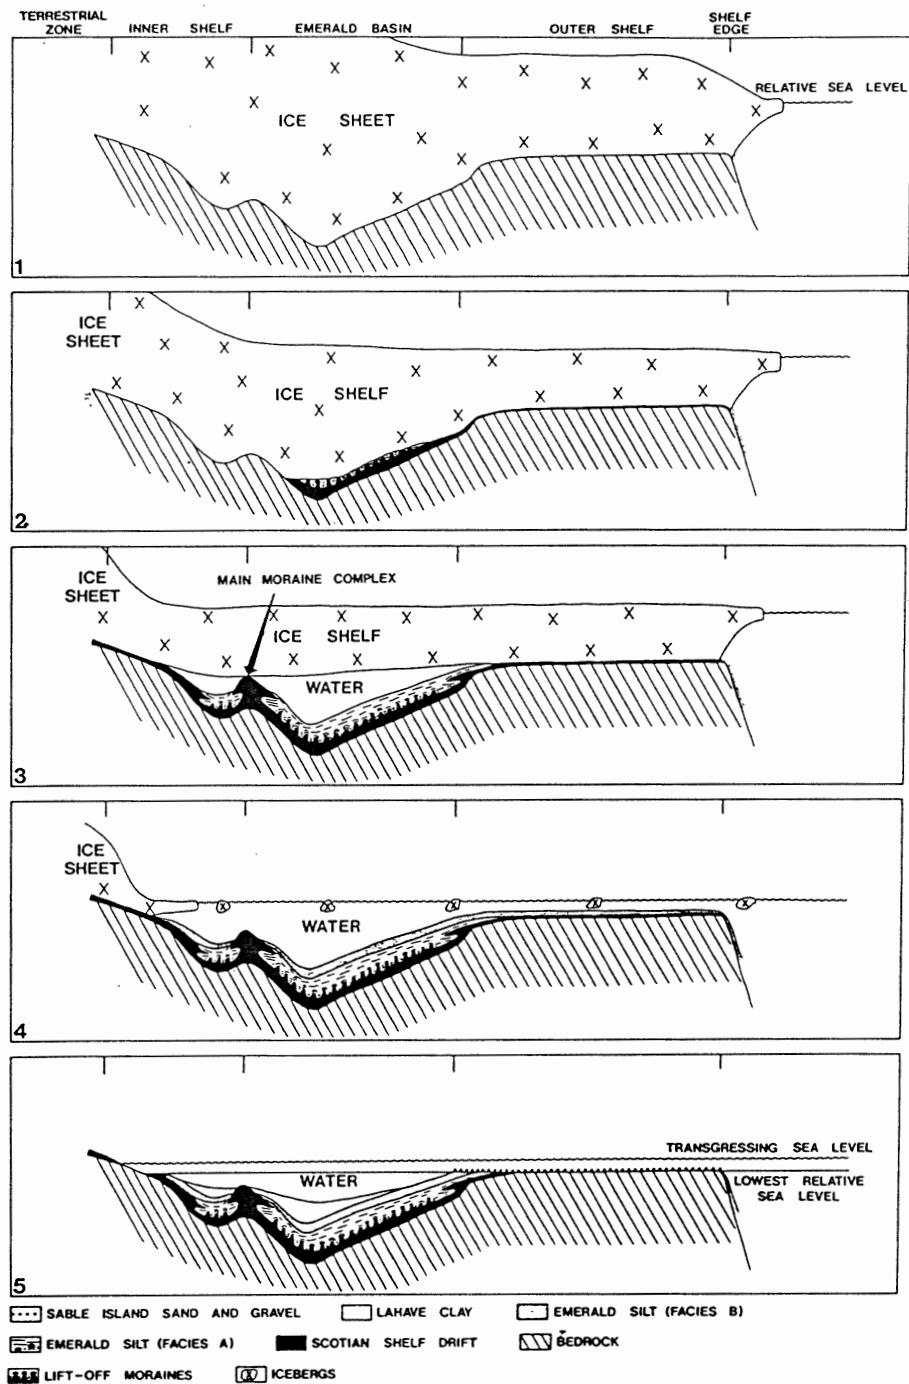 TERRESTRIAL ZONE
INNER SHELF
EMERALD BASIN
OUTER SHELF
SHELF EDGE
RELATIVE SEA LEVEL
ICE SHEET
1
ICE SHEET
ICE SHELF
2
ICE SHEET
MAIN MORAINE COMPLEX
ICE SHELF
WATER
3
ICE SHEET
WATER
4
TRANSGRESSING SEA LEVEL
WATER
LOWEST RELATIVE
SEA LEVEL
5
SABLE ISLAND SAND AND GRAVEL
LAHAVE CLAY
EMERALD SILT (FACIES B)
EMERALD SILT (FACIES A)
SCOTIAN SHELF DRIFT
BEDROCK
LIFT-OFF MORAINES
ICEBERGS